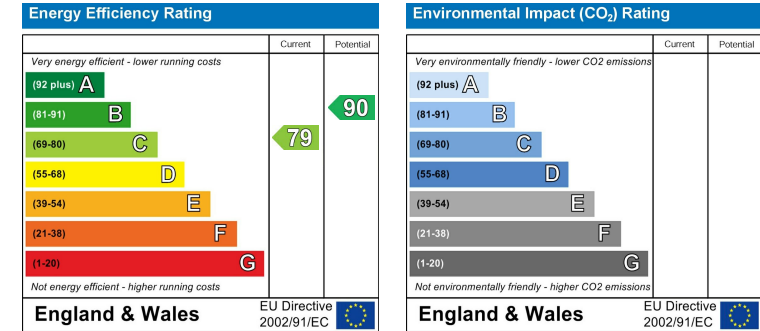 Energy Efficiency Rating
Current Potential
Very energy efficient - lower running costs
(92 plus) A
(81-91) B
(69-80) C
(55-68) D
(39-54) E
(21-38) F
(1-20) G
79
90
Not energy efficient - higher running costs
England & Wales
EU Directive
2002/91/EC
Environmental Impact (CO₂) Rating
Current Potential
Very environmentally friendly - lower CO2 emissions
(92 plus) A
(81-91) B
(69-80) C
(55-68) D
(39-54) E
(21-38) F
(1-20) G
Not environmentally friendly - higher CO2 emissions
England & Wales
EU Directive
2002/91/EC